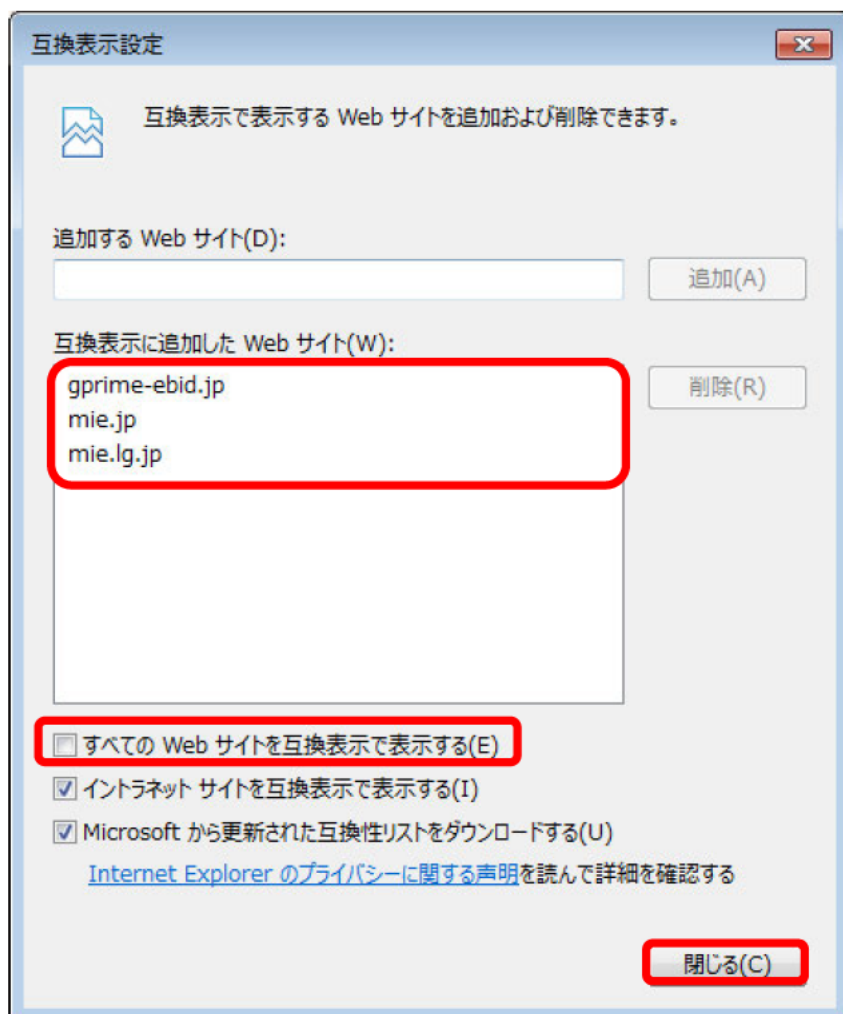 互換表示設定
互換表示で表示する Web サイトを追加および削除できます。
追加する Web サイト(D):
追加(A)
互換表示に追加した Web サイト(W):
gprime-ebid.jp
削除(R)
mie.jp
mie.lg.jp
すべての Web サイトを互換表示で表示する(E)
イントラネット サイトを互換表示で表示する(I)
Microsoft から更新された互換性リストをダウンロードする(U)
Internet Explorer のプライバシーに関する声明を読んで詳細を確認する
閉じる(C)